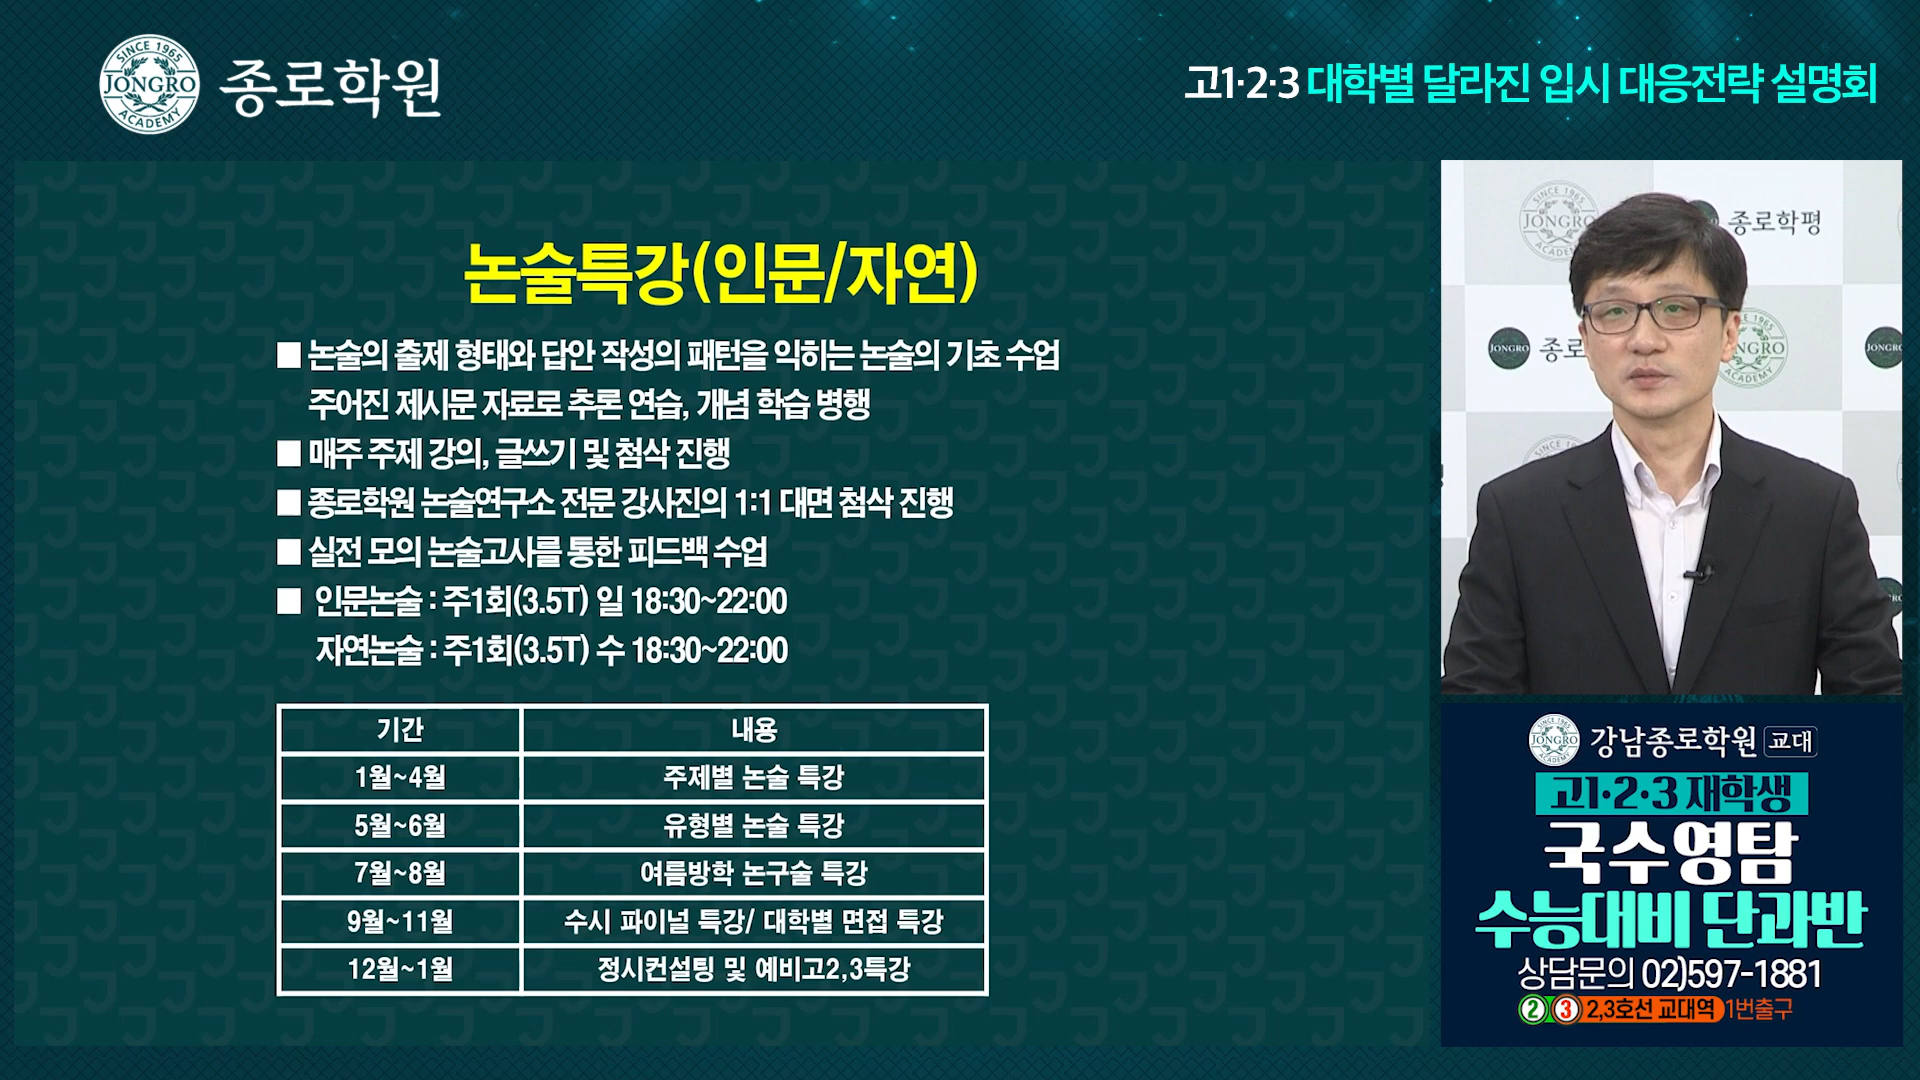 SINCE 1965
JONGRO
ACADEMY
종로학원
고1·2·3 대학별 달라진 입시 대응전략 설명회
논술특강(인문/자연)
■ 논술의 출제 형태와 답안 작성의 패턴을 익히는 논술의 기초 수업
주어진 제시문 자료로 추론 연습, 개념 학습 병행
■ 매주 주제 강의, 글쓰기 및 첨삭 진행
■ 종로학원 논술연구소 전문 강사진의 1:1 대면 첨삭 진행
■ 실전 모의 논술고사를 통한 피드백 수업
■ 인문논술 : 주1회(3.5T) 일 18:30~22:00
자연논술 : 주1회(3.5T) 수 18:30~22:00
기간 내용
1월~4월 주제별 논술 특강
5월~6월 유형별 논술 특강
7월~8월 여름방학 논구술 특강
9월~11월 수시 파이널 특강/ 대학별 면접 특강
12월~1월 정시컨설팅 및 예비고2,3특강
종로학평
JONGRO 종로
JONGRO
강남종로학원 교대
고1·2·3 재학생
국수영탐
수능대비 단과반
상담문의 02)597-1881
2 3 2,3호선 교대역 1번출구